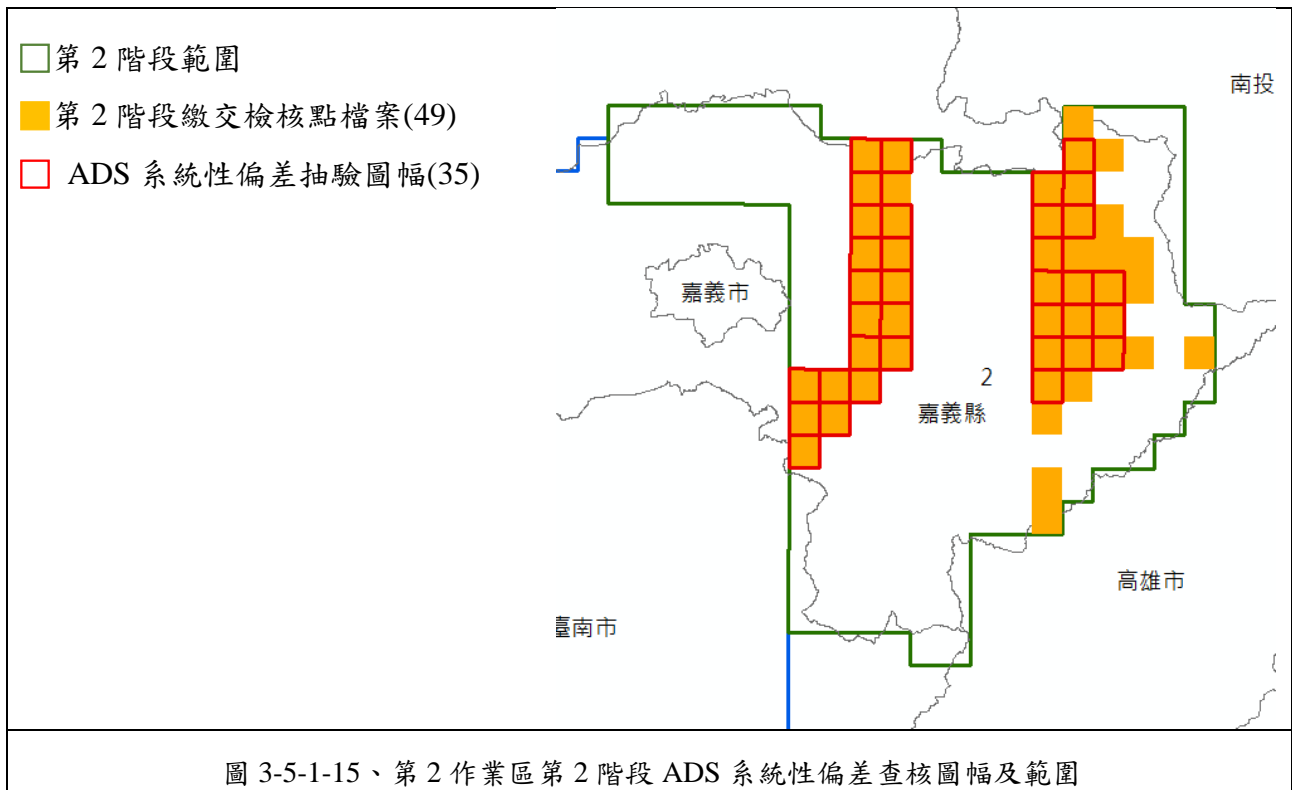 第 2 階段範圍
第 2 階段繳交檢核點檔案(49)
ADS 系統性偏差抽驗圖幅(35)
南投
嘉義市
2
嘉義縣
高雄市
臺南市
圖 3-5-1-15、第 2 作業區第 2 階段 ADS 系統性偏差查核圖幅及範圍